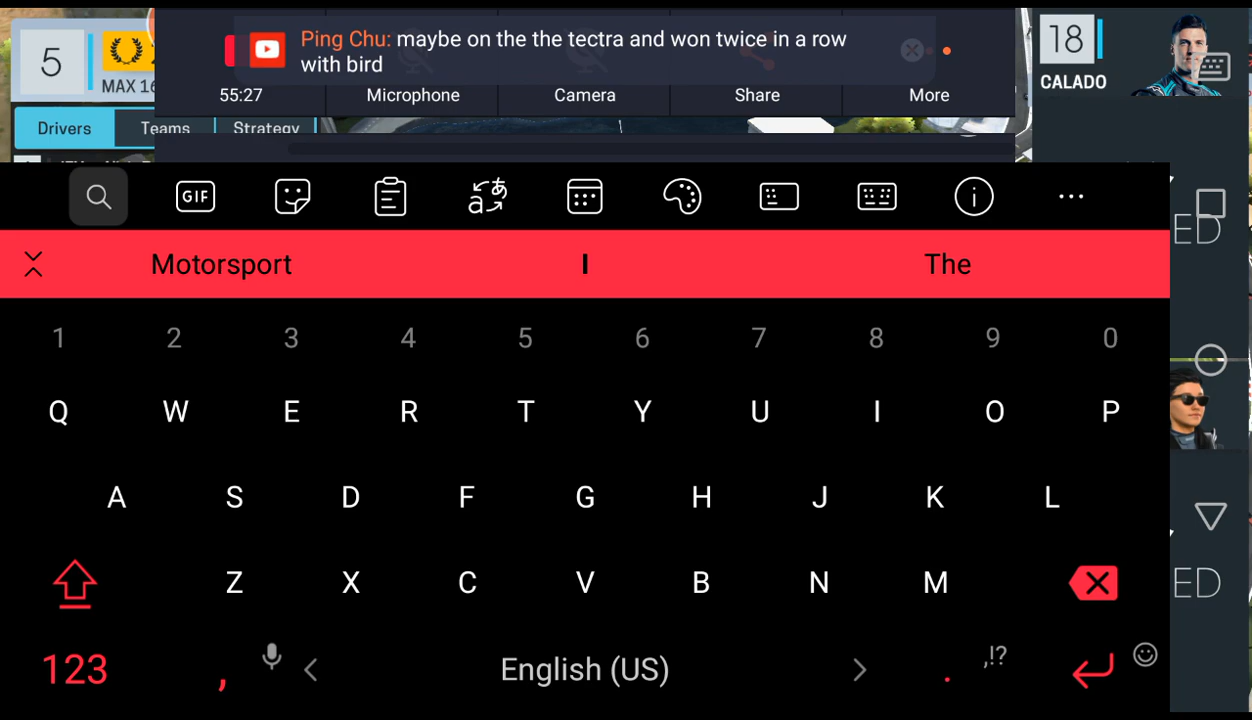 5
MAX 16
Ping Chu: maybe on the the tectra and won twice in a row
with bird
55:27
Microphone
Camera
Share
More
18
CALADO
Drivers
Teams
Strategy
GIF
ED
Motorsport
I
The
1 2 3 4 5 6 7 8 9 0
Q W E R T Y U I O P
A S D F G H J K L
Z X C V B N M
ED
123
,
English (US)
.
,!?